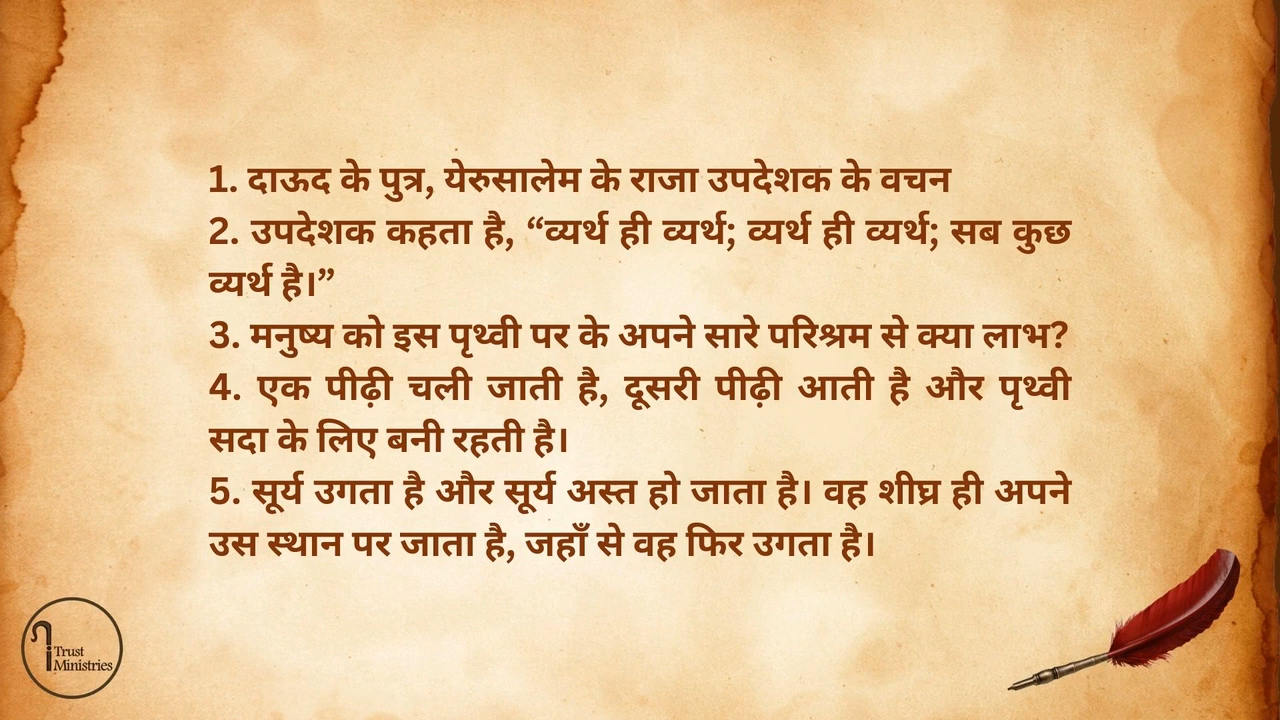 1. दाऊद के पुत्र, येरुसालेम के राजा उपदेशक के वचन
2. उपदेशक कहता है, “व्यर्थ ही व्यर्थ; व्यर्थ ही व्यर्थ; सब कुछ
व्यर्थ है।”
3. मनुष्य को इस पृथ्वी पर के अपने सारे परिश्रम से क्या लाभ?
4. एक पीढ़ी चली जाती है, दूसरी पीढ़ी आती है और पृथ्वी
सदा के लिए बनी रहती है।
5. सूर्य उगता है और सूर्य अस्त हो जाता है। वह शीघ्र ही अपने
उस स्थान पर जाता है, जहाँ से वह फिर उगता है।
i Trust
Ministries